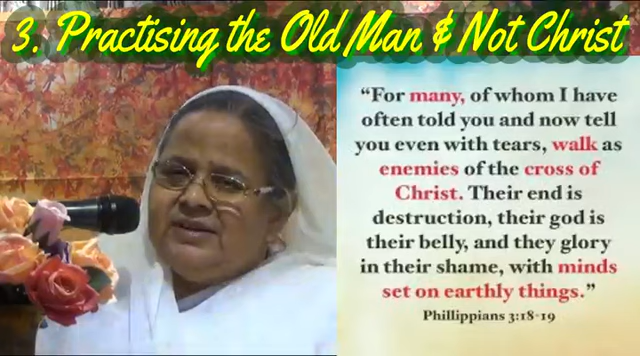 3. Practising the Old Man & Not Christ
“For many, of whom I have
often told you and now tell
you even with tears, walk as
enemies of the cross of
Christ. Their end is
destruction, their god is
their belly, and they glory
in their shame, with minds
set on earthly things.”
Phillippians 3:18-19